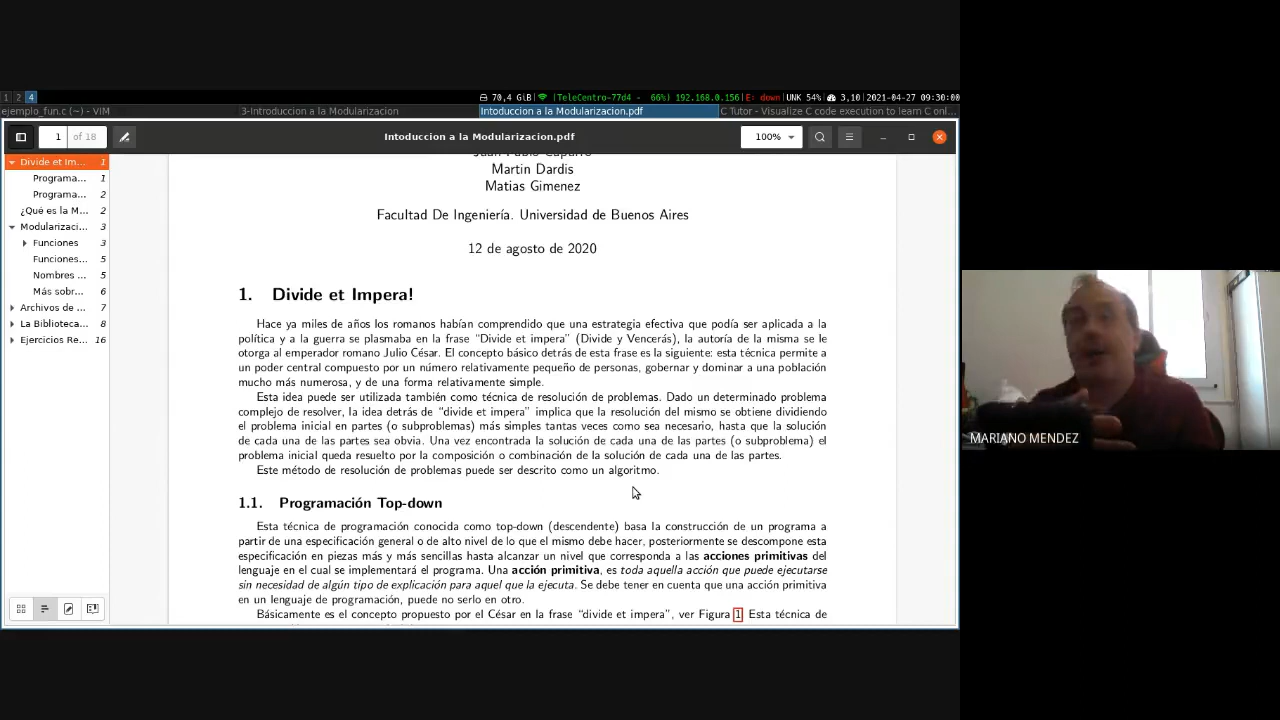 1 2 4 70,4 GiB (TeleCentro-77d4 - 66%) 192.168.0.156 E: down UNK 54% 3,10 2021-04-27 09:30:00
ejemplo_fun.c (~) - VIM 3-Introduccion a la Modularizacion Intoduccion a la Modularizacion.pdf C Tutor - Visualize C code execution to learn C onl...
1 of 18 Intoduccion a la Modularizacion.pdf 100%
Divide et Im... 1
Programa... 1
Programa... 2
¿Qué es la M... 2
Modularizaci... 3
Funciones 3
Funciones... 5
Nombres ... 5
Más sobr... 6
Archivos de ... 7
La Biblioteca... 8
Ejercicios Re... 16
Martin Dardis
Matias Gimenez
Facultad De Ingeniería. Universidad de Buenos Aires
12 de agosto de 2020
1. Divide et Impera!
Hace ya miles de años los romanos habían comprendido que una estrategia efectiva que podía ser aplicada a la
política y a la guerra se plasmaba en la frase “Divide et impera” (Divide y Vencerás), la autoría de la misma se le
otorga al emperador romano Julio César. El concepto básico detrás de esta frase es la siguiente: esta técnica permite a
un poder central compuesto por un número relativamente pequeño de personas, gobernar y dominar a una población
mucho más numerosa, y de una forma relativamente simple.
Esta idea puede ser utilizada también como técnica de resolución de problemas. Dado un determinado problema
complejo de resolver, la idea detrás de “divide et impera” implica que la resolución del mismo se obtiene dividiendo
el problema inicial en partes (o subproblemas) más simples tantas veces como sea necesario, hasta que la solución
de cada una de las partes sea obvia. Una vez encontrada la solución de cada una de las partes (o subproblema) el
problema inicial queda resuelto por la composición o combinación de la solución de cada una de las partes.
Este método de resolución de problemas puede ser descrito como un algoritmo.
1.1. Programación Top-down
Esta técnica de programación conocida como top-down (descendente) basa la construcción de un programa a
partir de una especificación general o de alto nivel de lo que el mismo debe hacer, posteriormente se descompone esta
especificación en piezas más y más sencillas hasta alcanzar un nivel que corresponda a las acciones primitivas del
lenguaje en el cual se implementará el programa. Una acción primitiva, es toda aquella acción que puede ejecutarse
sin necesidad de algún tipo de explicación para aquel que la ejecuta. Se debe tener en cuenta que una acción primitiva
en un lenguaje de programación, puede no serlo en otro.
Básicamente es el concepto propuesto por el César en la frase “divide et impera”, ver Figura 1. Esta técnica de
MARIANO MENDEZ